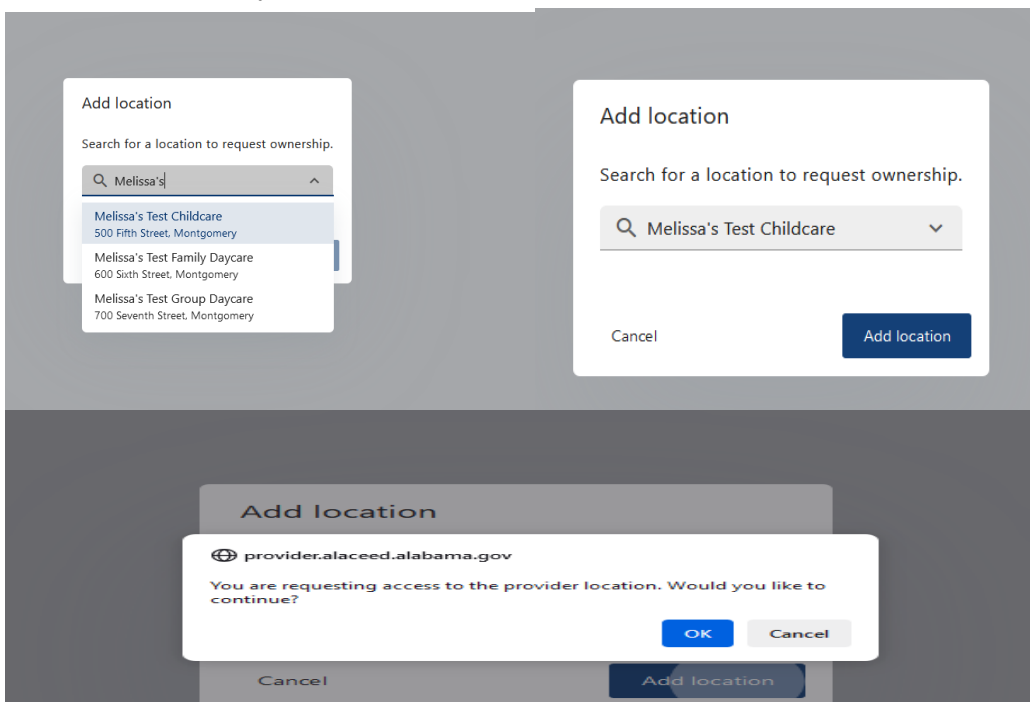 Add location
Search for a location to request ownership.
Melissa's
Melissa's Test Childcare
500 Fifth Street, Montgomery
Melissa's Test Family Daycare
600 Sixth Street, Montgomery
Melissa's Test Group Daycare
700 Seventh Street, Montgomery
Add location
Search for a location to request ownership.
Melissa's Test Childcare
Cancel
Add location
Add location
provider.alaceed.alabama.gov
You are requesting access to the provider location. Would you like to
continue?
OK
Cancel
Cancel
Add location